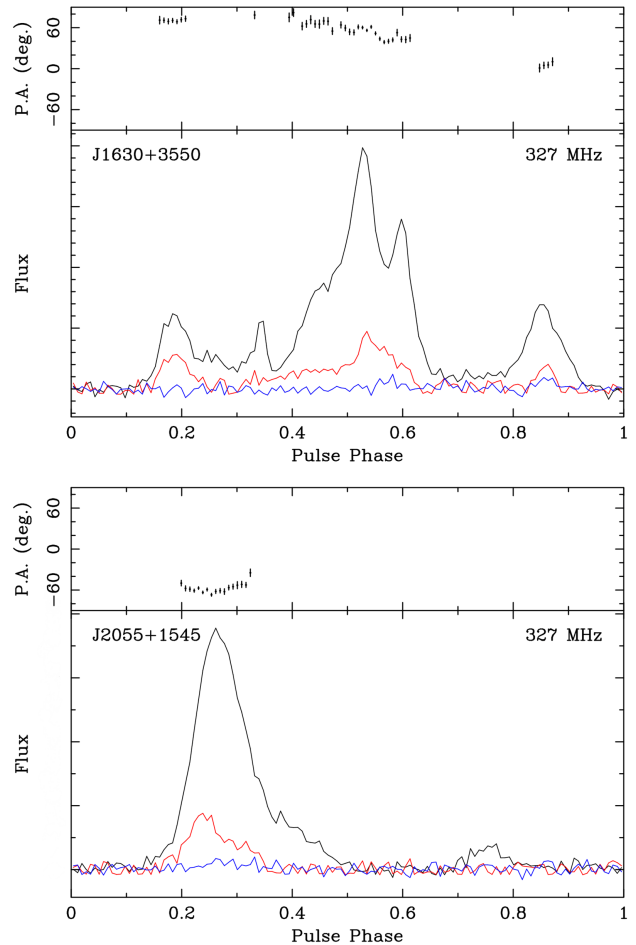 P.A. (deg.)
60
0
−60
J1630+3550
327 MHz
Flux
0
0.2
0.4
0.6
0.8
1
Pulse Phase
P.A. (deg.)
60
0
−60
J2055+1545
327 MHz
Flux
0
0.2
0.4
0.6
0.8
1
Pulse Phase